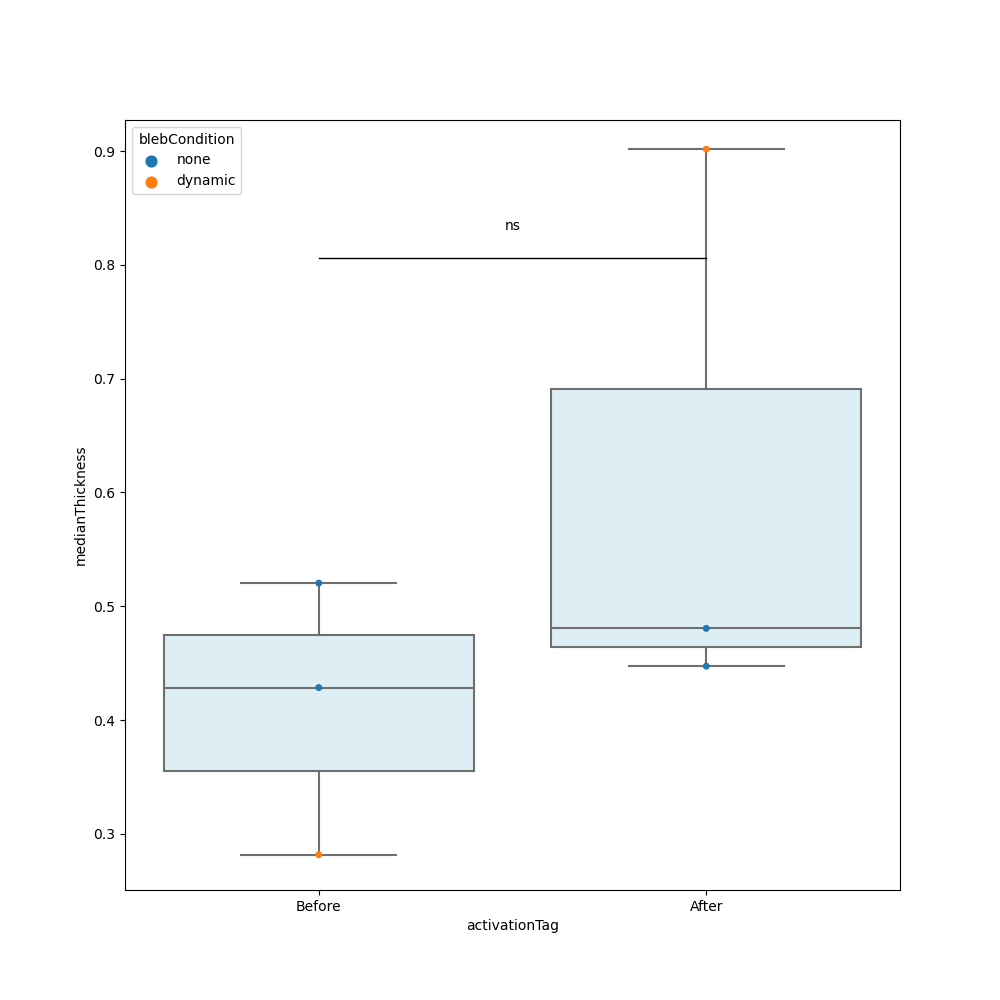 blebCondition
none
dynamic
ns
0.9
0.8
0.7
0.6
0.5
0.4
0.3
medianThickness
Before
After
activationTag